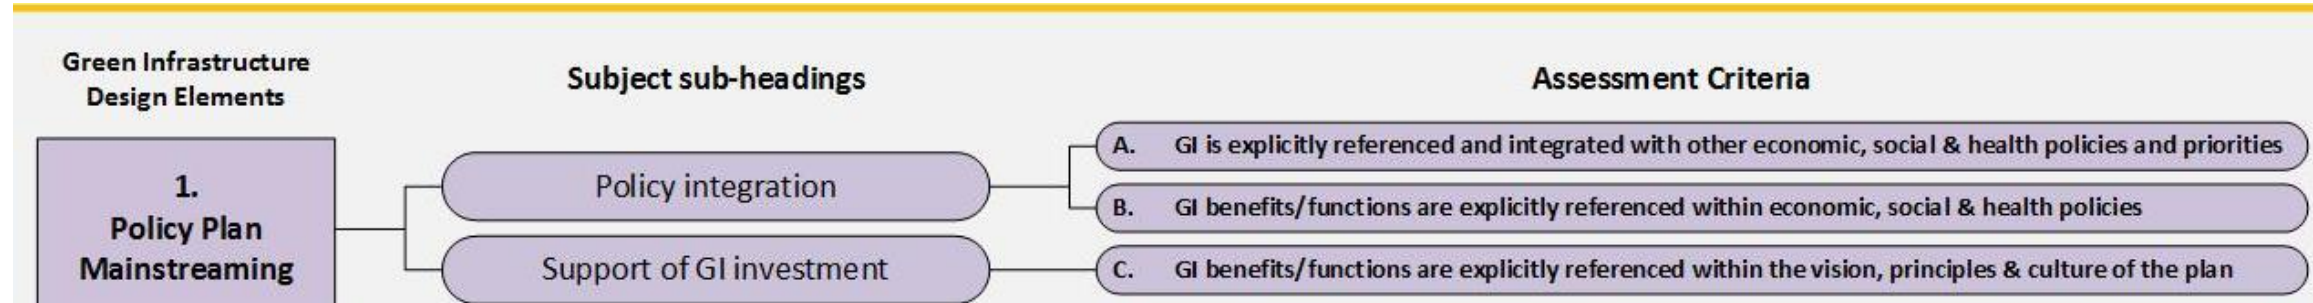 Green Infrastructure
Design Elements
Subject sub-headings
Assessment Criteria
1.
Policy Plan
Mainstreaming
Policy integration
Support of GI investment
A. GI is explicitly referenced and integrated with other economic, social & health policies and priorities
B. GI benefits/functions are explicitly referenced within economic, social & health policies
C. GI benefits/functions are explicitly referenced within the vision, principles & culture of the plan